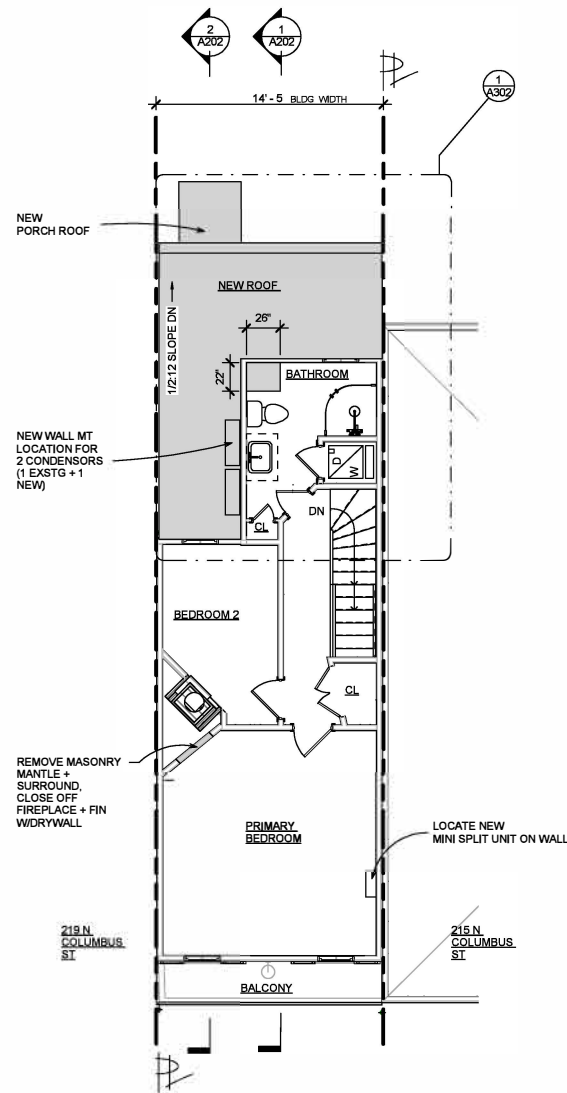 2
A202
1
A202
PL
14' - 5 BLDG WIDTH
1
A302
NEW
PORCH ROOF
NEW ROOF
1/2:12 SLOPE DN
26"
22"
BATHROOM
NEW WALL MT
LOCATION FOR
2 CONDENSORS
(1 EXSTG + 1
NEW)
D
W
DN
CL
BEDROOM 2
CL
REMOVE MASONRY
MANTLE +
SURROUND,
CLOSE OFF
FIREPLACE + FIN
W/DRYWALL
PRIMARY
BEDROOM
LOCATE NEW
MINI SPLIT UNIT ON WALL
219 N
COLUMBUS
ST
215 N
COLUMBUS
ST
BALCONY
PL